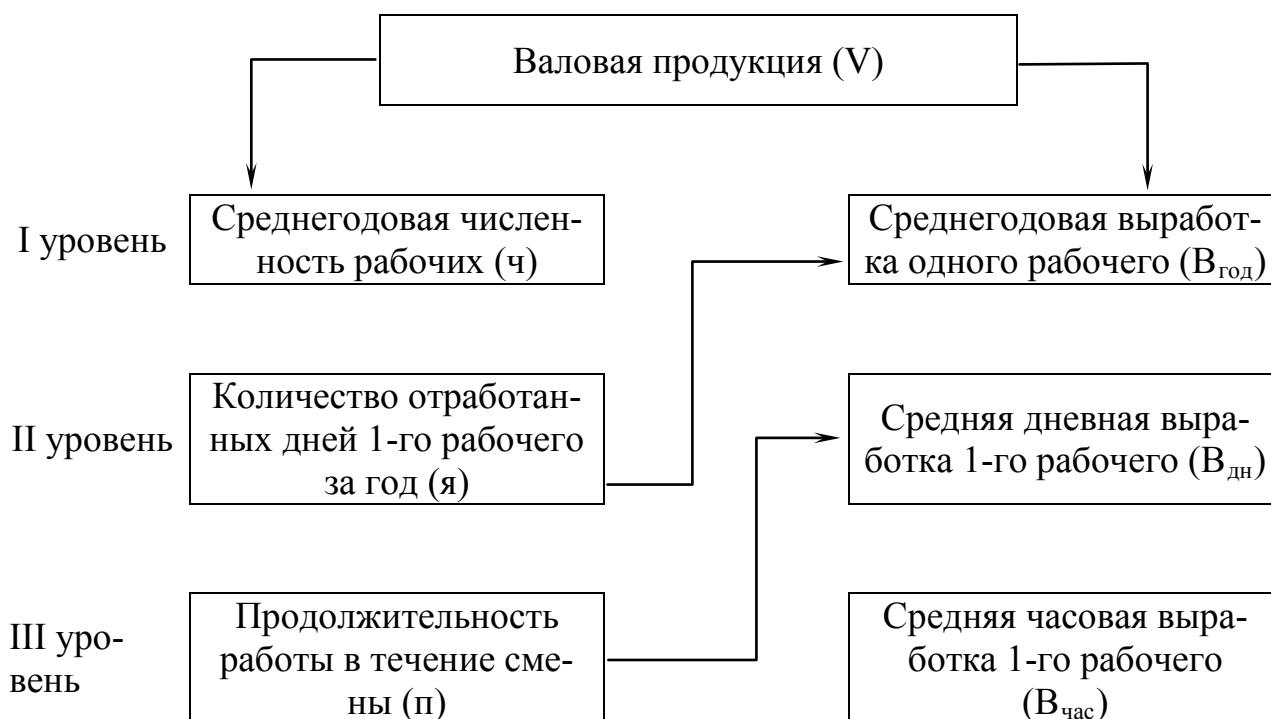 Валовая продукция (V)
I уровень
Среднегодовая числен-
ность рабочих (ч)
Среднегодовая выработ-
ка одного рабочего (Вгод)
II уровень
Количество отработан-
ных дней 1-го рабочего
за год (я)
Средняя дневная выра-
ботка 1-го рабочего (Вдн)
III уро-
вень
Продолжительность
работы в течение сме-
ны (п)
Средняя часовая выра-
ботка 1-го рабочего
(Вчас)